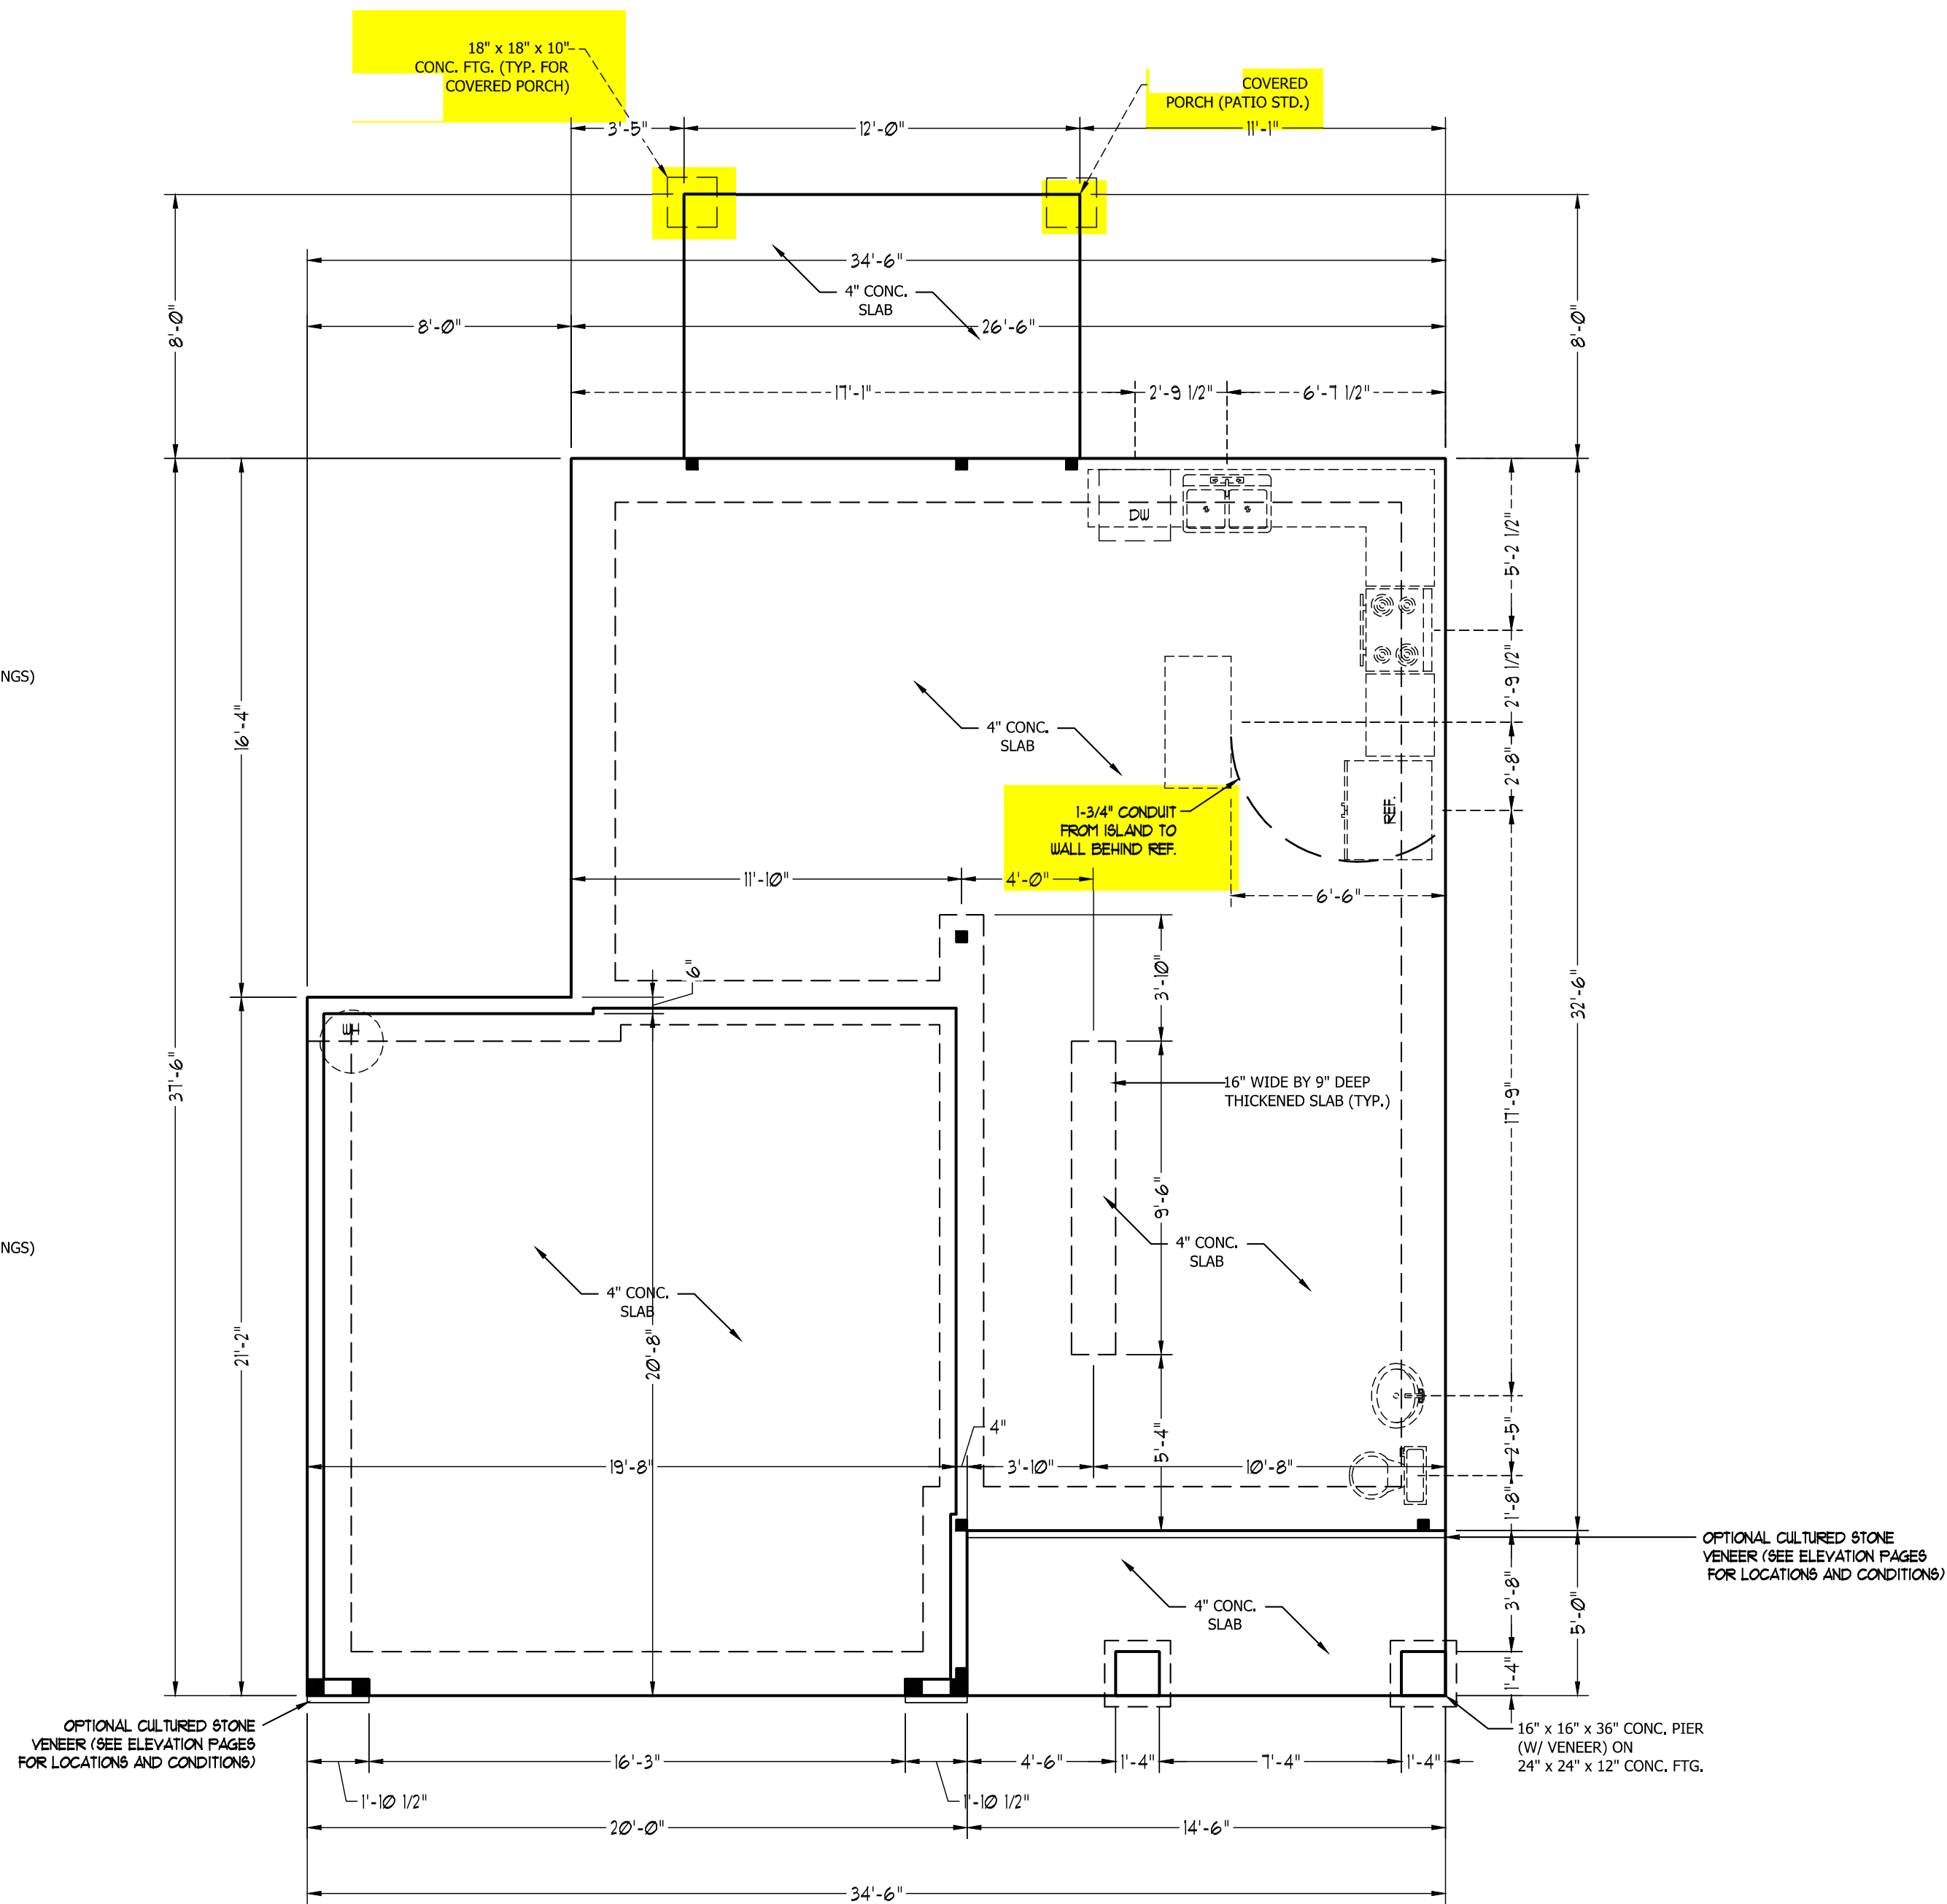 18" x 18" x 10"
CONC. FTG. (TYP. FOR
COVERED PORCH)
COVERED
PORCH (PATIO STD.)
3'-5"
12'-0"
11'-1"
34'-6"
8'-0"
8'-0"
4" CONC.
SLAB
8'-0"
26'-6"
17'-1"
2'-9 1/2"
6'-7 1/2"
DW
5'-2 1/2"
NGS)
16'-4"
2'-9 1/2"
4" CONC.
SLAB
2'-8"
REF.
1-3/4" CONDUIT
FROM ISLAND TO
WALL BEHIND REF.
11'-10"
4'-0"
6'-6"
6"
3'-10"
32'-6"
WH
37'-6"
16" WIDE BY 9" DEEP
THICKENED SLAB (TYP.)
17'-9"
9'-6"
NGS)
4" CONC.
SLAB
4" CONC.
SLAB
21'-2"
20'-8"
4"
5'-4"
2'-5"
19'-8"
3'-10"
10'-8"
1'-8"
OPTIONAL CULTURED STONE
VENEER (SEE ELEVATION PAGES
FOR LOCATIONS AND CONDITIONS)
4" CONC.
SLAB
3'-8"
5'-0"
1'-4"
OPTIONAL CULTURED STONE
VENEER (SEE ELEVATION PAGES
FOR LOCATIONS AND CONDITIONS)
16" x 16" x 36" CONC. PIER
(W/ VENEER) ON
24" x 24" x 12" CONC. FTG.
16'-3"
4'-6"
1'-4"
7'-4"
1'-4"
1'-10 1/2"
1'-10 1/2"
20'-0"
14'-6"
34'-6"